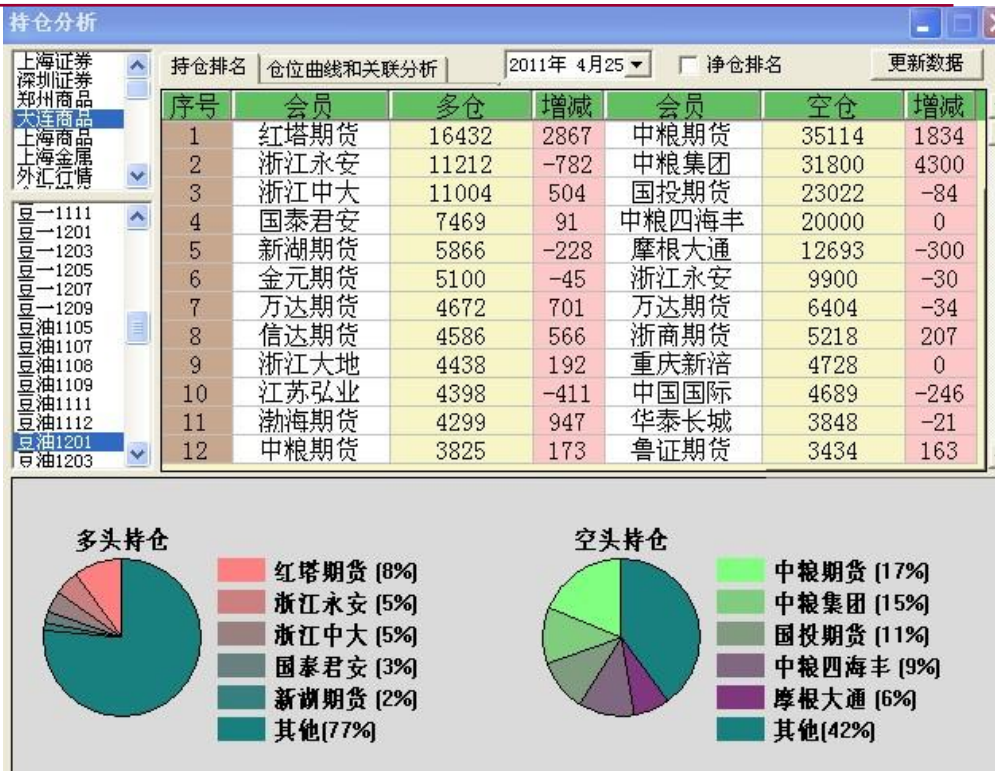 持仓分析
上海证券
深圳证券
郑州商品
大连商品
上海商品
上海金属
外汇行情
持仓排名 仓位曲线和关联分析 2011年 4月25 净仓排名 更新数据
序号 会员 多仓 增减 会员 空仓 增减
1 红塔期货 16432 2867 中粮期货 35114 1834
2 浙江永安 11212 -782 中粮集团 31800 4300
3 浙江中大 11004 504 国投期货 23022 -84
4 国泰君安 7469 91 中粮四海丰 20000 0
5 新湖期货 5866 -228 摩根大通 12693 -300
6 金元期货 5100 -45 浙江永安 9900 -30
7 万达期货 4672 701 万达期货 6404 -34
8 信达期货 4586 566 浙商期货 5218 207
9 浙江大地 4438 192 重庆新涪 4728 0
10 江苏弘业 4398 -411 中国国际 4689 -246
11 渤海期货 4299 947 华泰长城 3848 -21
12 中粮期货 3825 173 鲁证期货 3434 163
豆一1111
豆一1201
豆一1203
豆一1205
豆一1207
豆一1209
豆油1105
豆油1107
豆油1108
豆油1109
豆油1111
豆油1112
豆油1201
豆油1203
多头持仓
红塔期货 (8%)
浙江永安 (5%)
浙江中大 (5%)
国泰君安 (3%)
新湖期货 (2%)
其他(77%)
空头持仓
中粮期货 (17%)
中粮集团 (15%)
国投期货 (11%)
中粮四海丰 (9%)
摩根大通 (6%)
其他(42%)